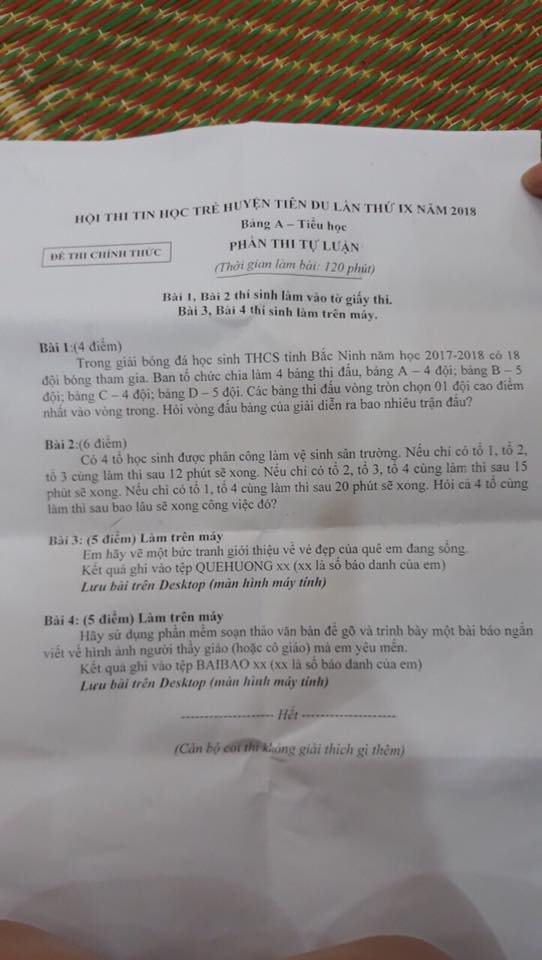 HỘI THI TIN HỌC TRẺ HUYỆN TIÊN DU LẦN THỨ IX NĂM 2018
Bảng A – Tiểu học
ĐỀ THI CHÍNH THỨC
PHẦN THI TỰ LUẬN
(Thời gian làm bài: 120 phút)
Bài 1, Bài 2 thí sinh làm vào tờ giấy thi.
Bài 3, Bài 4 thí sinh làm trên máy.
Bài 1:(4 điểm)
Trong giải bóng đá học sinh THCS tỉnh Bắc Ninh năm học 2017-2018 có 18
đội bóng tham gia. Ban tổ chức chia làm 4 bảng thi đấu, bảng A – 4 đội; bảng B – 5
đội; bảng C – 4 đội; bảng D – 5 đội. Các bảng thi đấu vòng tròn chọn 01 đội cao điểm
nhất vào vòng trong. Hỏi vòng đấu bảng của giải diễn ra bao nhiêu trận đấu?
Bài 2:(6 điểm)
Có 4 tổ học sinh được phân công làm vệ sinh sân trường. Nếu chỉ có tổ 1, tổ 2,
tổ 3 cùng làm thì sau 12 phút sẽ xong. Nếu chỉ có tổ 2, tổ 3, tổ 4 cùng làm thì sau 15
phút sẽ xong. Nếu chỉ có tổ 1, tổ 4 cùng làm thì sau 20 phút sẽ xong. Hỏi cả 4 tổ cùng
làm thì sau bao lâu sẽ xong công việc đó?
Bài 3: (5 điểm) Làm trên máy
Em hãy vẽ một bức tranh giới thiệu về vẻ đẹp của quê em đang sống.
Kết quả ghi vào tệp QUEHUONG xx (xx là số báo danh của em)
Lưu bài trên Desktop (màn hình máy tính)
Bài 4: (5 điểm) Làm trên máy
Hãy sử dụng phần mềm soạn thảo văn bản để gõ và trình bày một bài báo ngắn
viết về hình ảnh người thầy giáo (hoặc cô giáo) mà em yêu mến.
Kết quả ghi vào tệp BAIBAO xx (xx là số báo danh của em)
Lưu bài trên Desktop (màn hình máy tính)
-------------------- Hết --------------------
(Cán bộ coi thi không giải thích gì thêm)